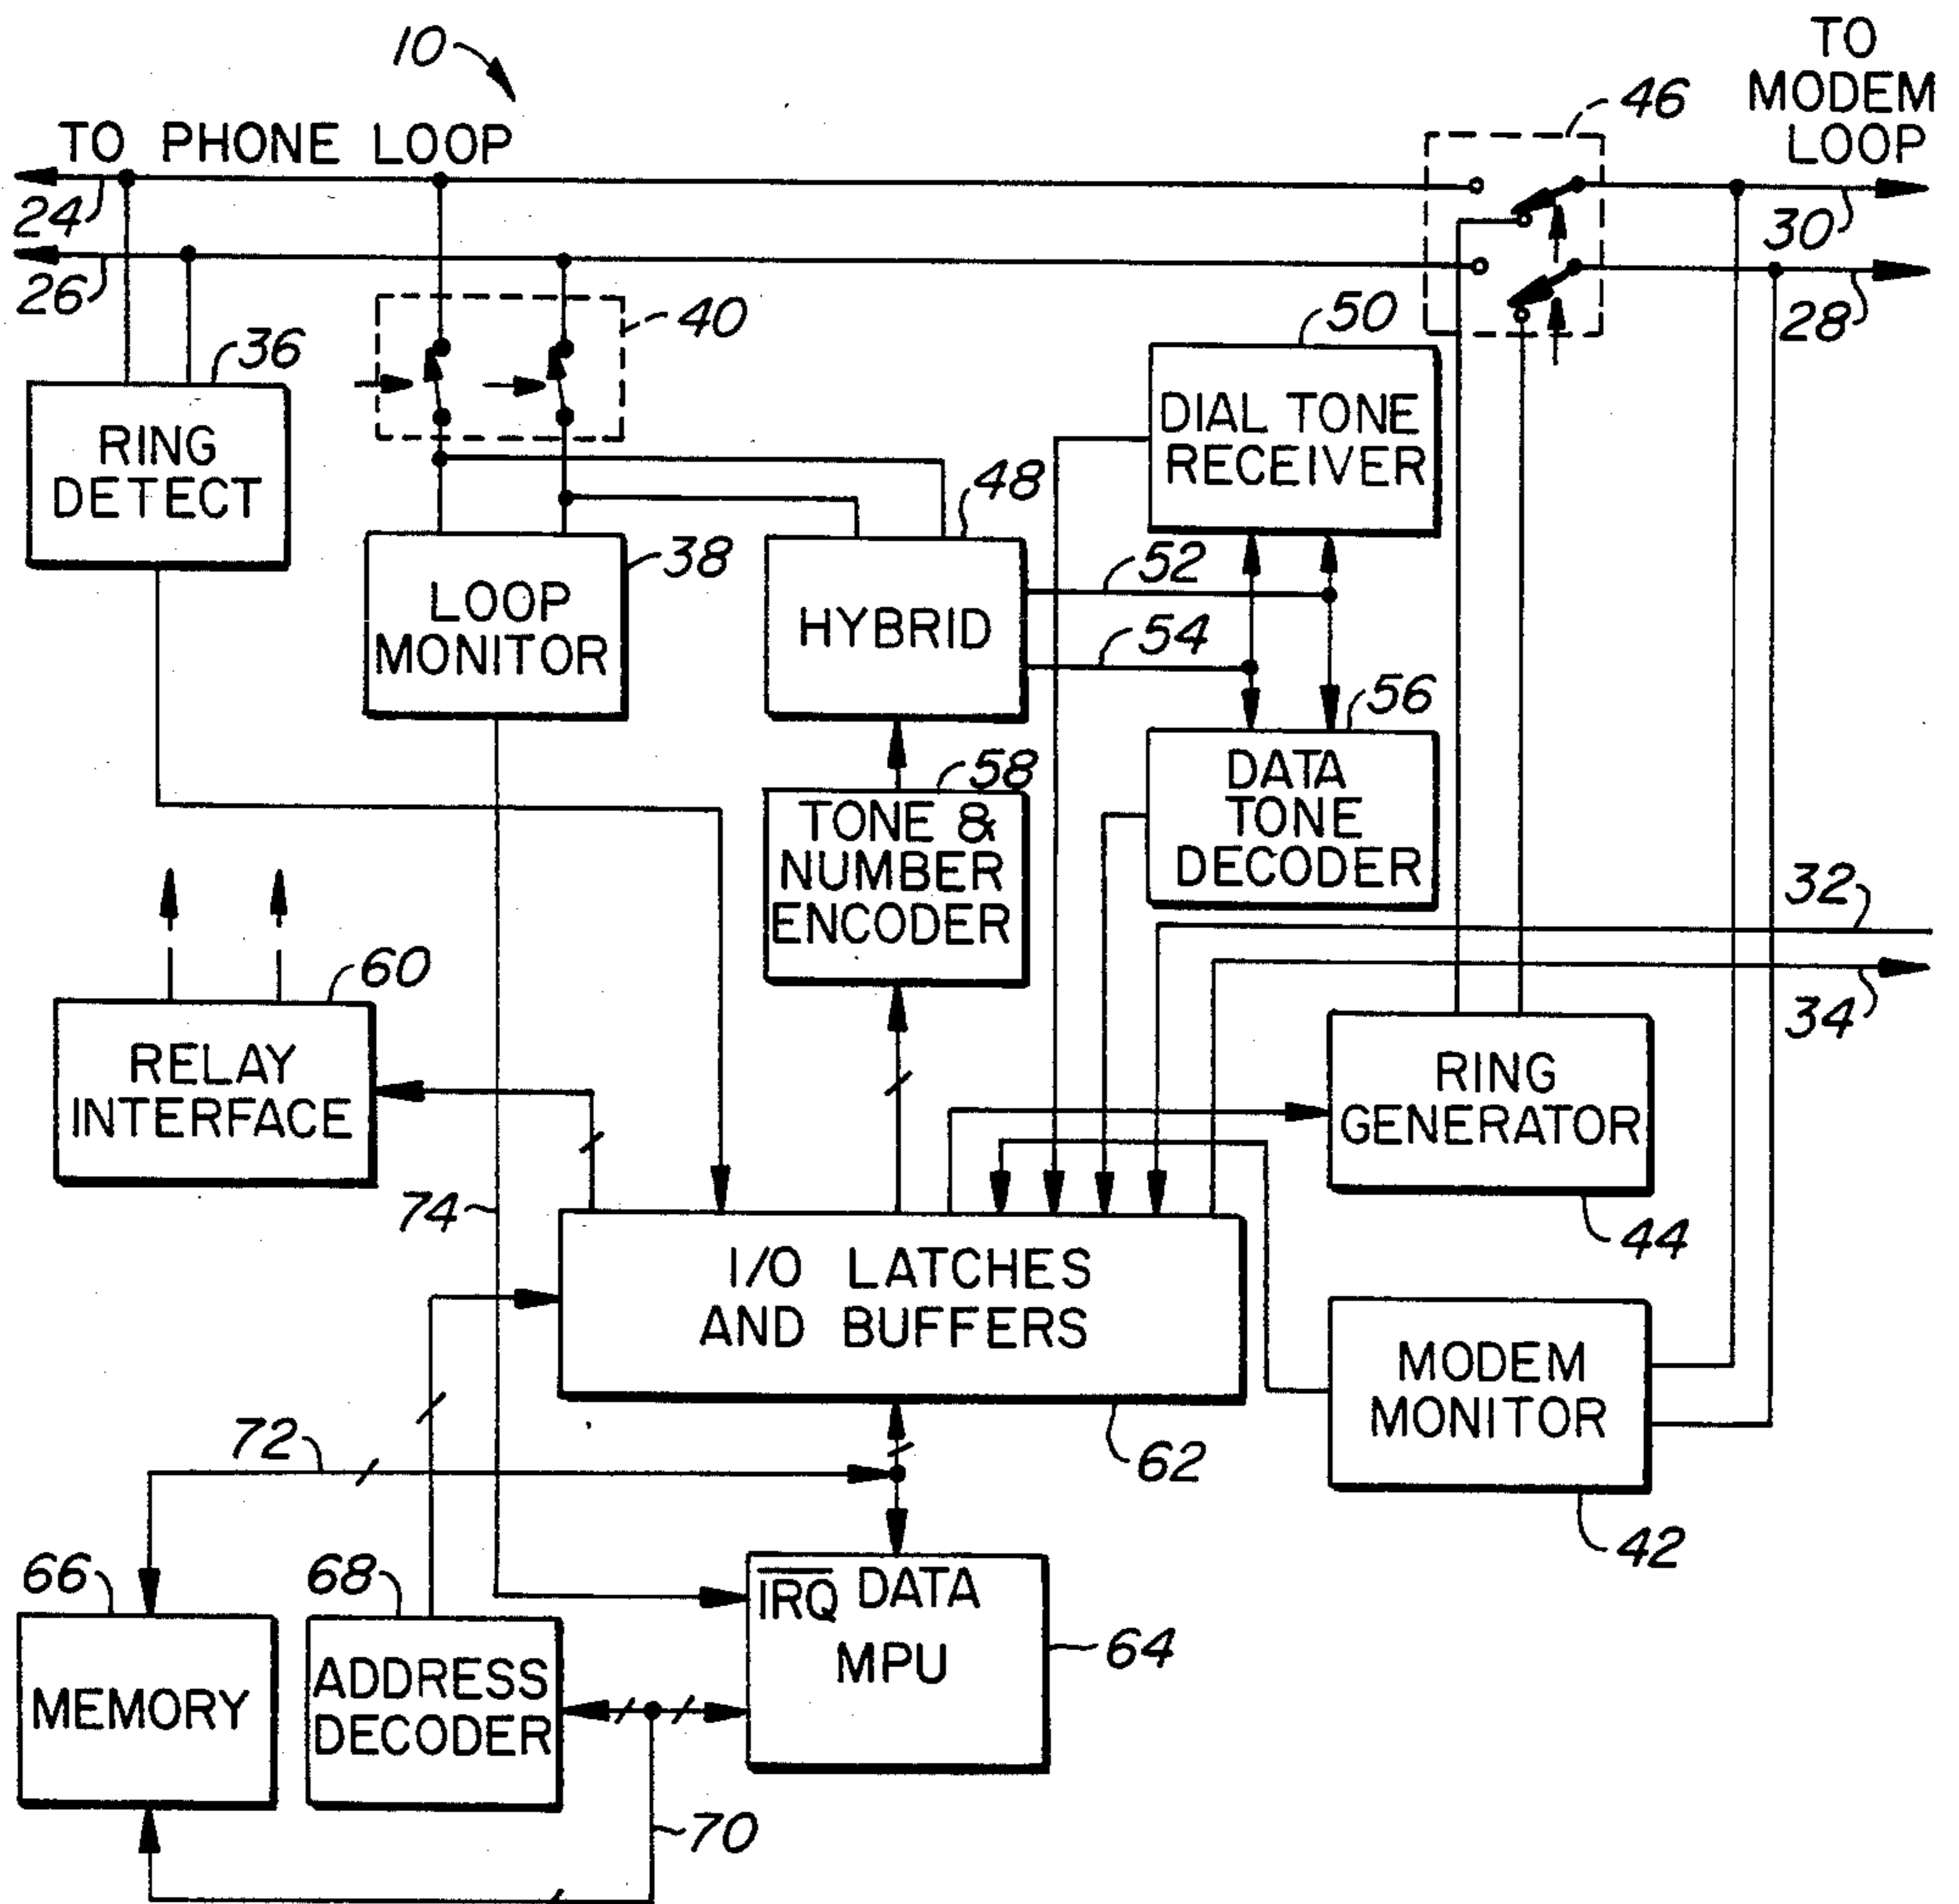 10
TO
MODEM
LOOP
46
TO PHONE LOOP
24
30
26
28
40
50
36
RING
DETECT
DIAL TONE
RECEIVER
48
38
LOOP
MONITOR
HYBRID
52
54
56
58
TONE &
NUMBER
ENCODER
DATA
TONE
DECODER
32
34
60
RELAY
INTERFACE
RING
GENERATOR
74
44
I/O LATCHES
AND BUFFERS
MODEM
MONITOR
72
62
42
66
68
IRQ DATA
MPU
64
MEMORY
ADDRESS
DECODER
70